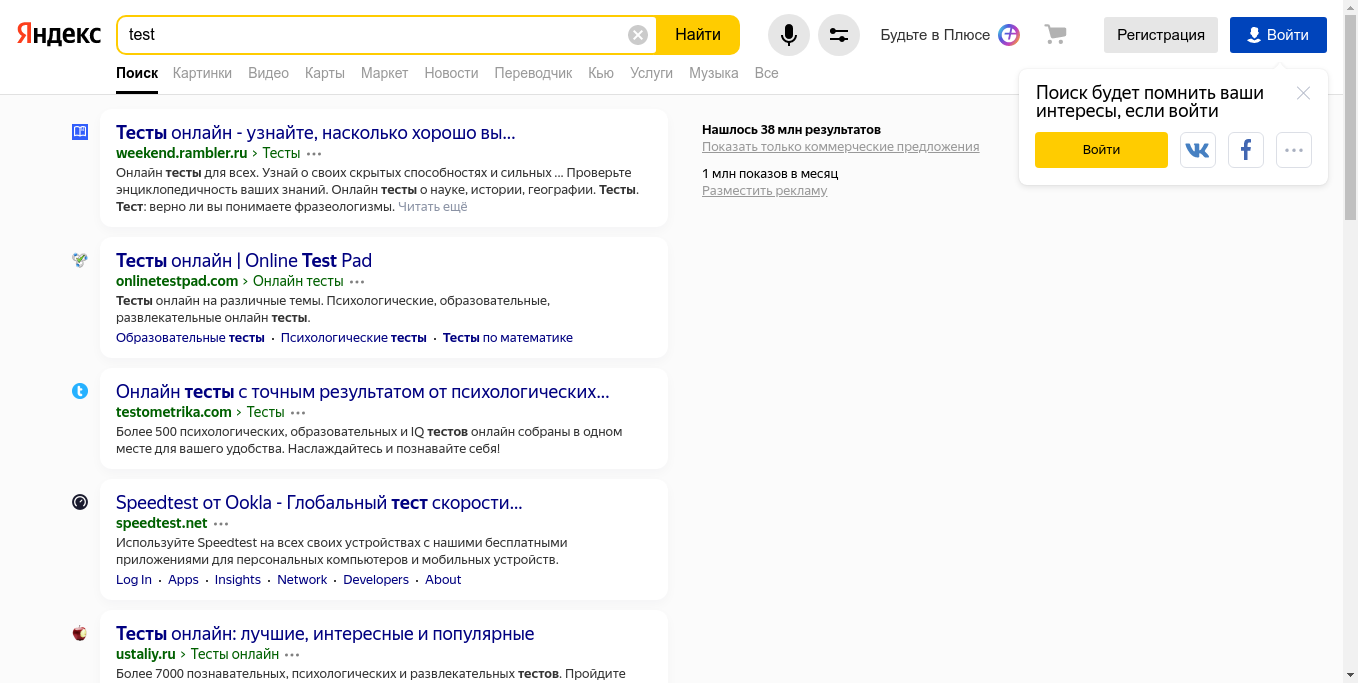 Яндекс
test
Найти
Будьте в Плюсе
Регистрация
Войти
Поиск Картинки Видео Карты Маркет Новости Переводчик Кью Услуги Музыка Все
Поиск будет помнить ваши
интересы, если войти
Войти
Тесты онлайн - узнайте, насколько хорошо вы...
weekend.rambler.ru › Тесты
Онлайн тесты для всех. Узнай о своих скрытых способностях и сильных ... Проверьте
энциклопедичность ваших знаний. Онлайн тесты о науке, истории, географии. Тесты.
Тест: верно ли вы понимаете фразеологизмы. Читать ещё
Нашлось 38 млн результатов
Показать только коммерческие предложения
1 млн показов в месяц
Разместить рекламу
Тесты онлайн | Online Test Pad
onlinetestpad.com › Онлайн тесты
Тесты онлайн на различные темы. Психологические, образовательные,
развлекательные онлайн тесты.
Образовательные тесты · Психологические тесты · Тесты по математике
Онлайн тесты с точным результатом от психологических...
testometrika.com › Тесты
Более 500 психологических, образовательных и IQ тестов онлайн собраны в одном
месте для вашего удобства. Наслаждайтесь и познавайте себя!
Speedtest от Ookla - Глобальный тест скорости...
speedtest.net
Используйте Speedtest на всех своих устройствах с нашими бесплатными
приложениями для персональных компьютеров и мобильных устройств.
Log In · Apps · Insights · Network · Developers · About
Тесты онлайн: лучшие, интересные и популярные
ustaliy.ru › Тесты онлайн
Более 7000 познавательных, психологических и развлекательных тестов. Пройдите